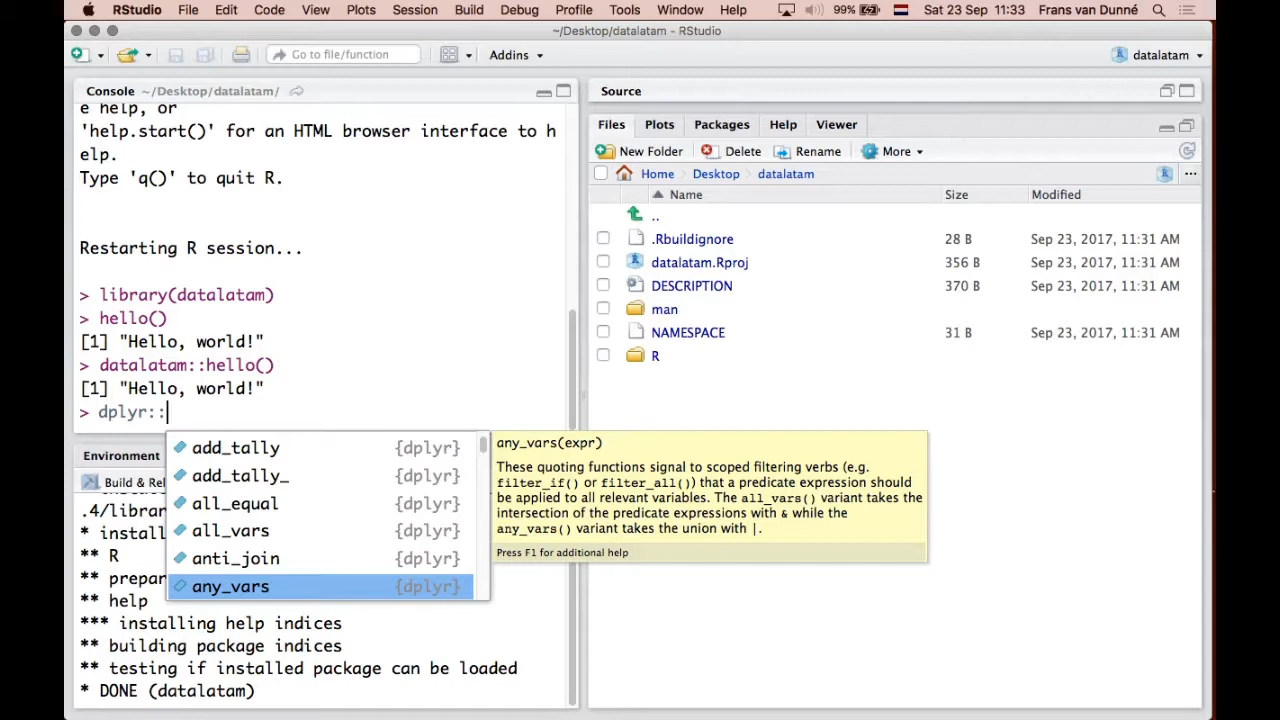 RStudio File Edit Code View Plots Session Build Debug Profile Tools Window Help 99% Sat 23 Sep 11:33 Frans van Dunné
~/Desktop/datalatam - RStudio
Go to file/function Addins datalatam
Console ~/Desktop/datalatam/
e help, or
'help.start()' for an HTML browser interface to h
elp.
Type 'q()' to quit R.
Restarting R session...
> library(datalatam)
> hello()
[1] "Hello, world!"
> datalatam::hello()
[1] "Hello, world!"
> dplyr::
add_tally {dplyr}
add_tally_ {dplyr}
all_equal {dplyr}
all_vars {dplyr}
anti_join {dplyr}
any_vars {dplyr}
any_vars(expr)
These quoting functions signal to scoped filtering verbs (e.g.
filter_if() or filter_all()) that a predicate expression should
be applied to all relevant variables. The all_vars() variant takes the
intersection of the predicate expressions with & while the
any_vars() variant takes the union with |.
Press F1 for additional help
Environment
Build & Rel
.4/librar
* install
** R
** prepar
** help
*** installing help indices
** building package indices
** testing if installed package can be loaded
* DONE (datalatam)
Source
Files Plots Packages Help Viewer
New Folder Delete Rename More
Home Desktop datalatam ...
Name Size Modified
..
.Rbuildignore 28 B Sep 23, 2017, 11:31 AM
datalatam.Rproj 356 B Sep 23, 2017, 11:31 AM
DESCRIPTION 370 B Sep 23, 2017, 11:31 AM
man
NAMESPACE 31 B Sep 23, 2017, 11:31 AM
R